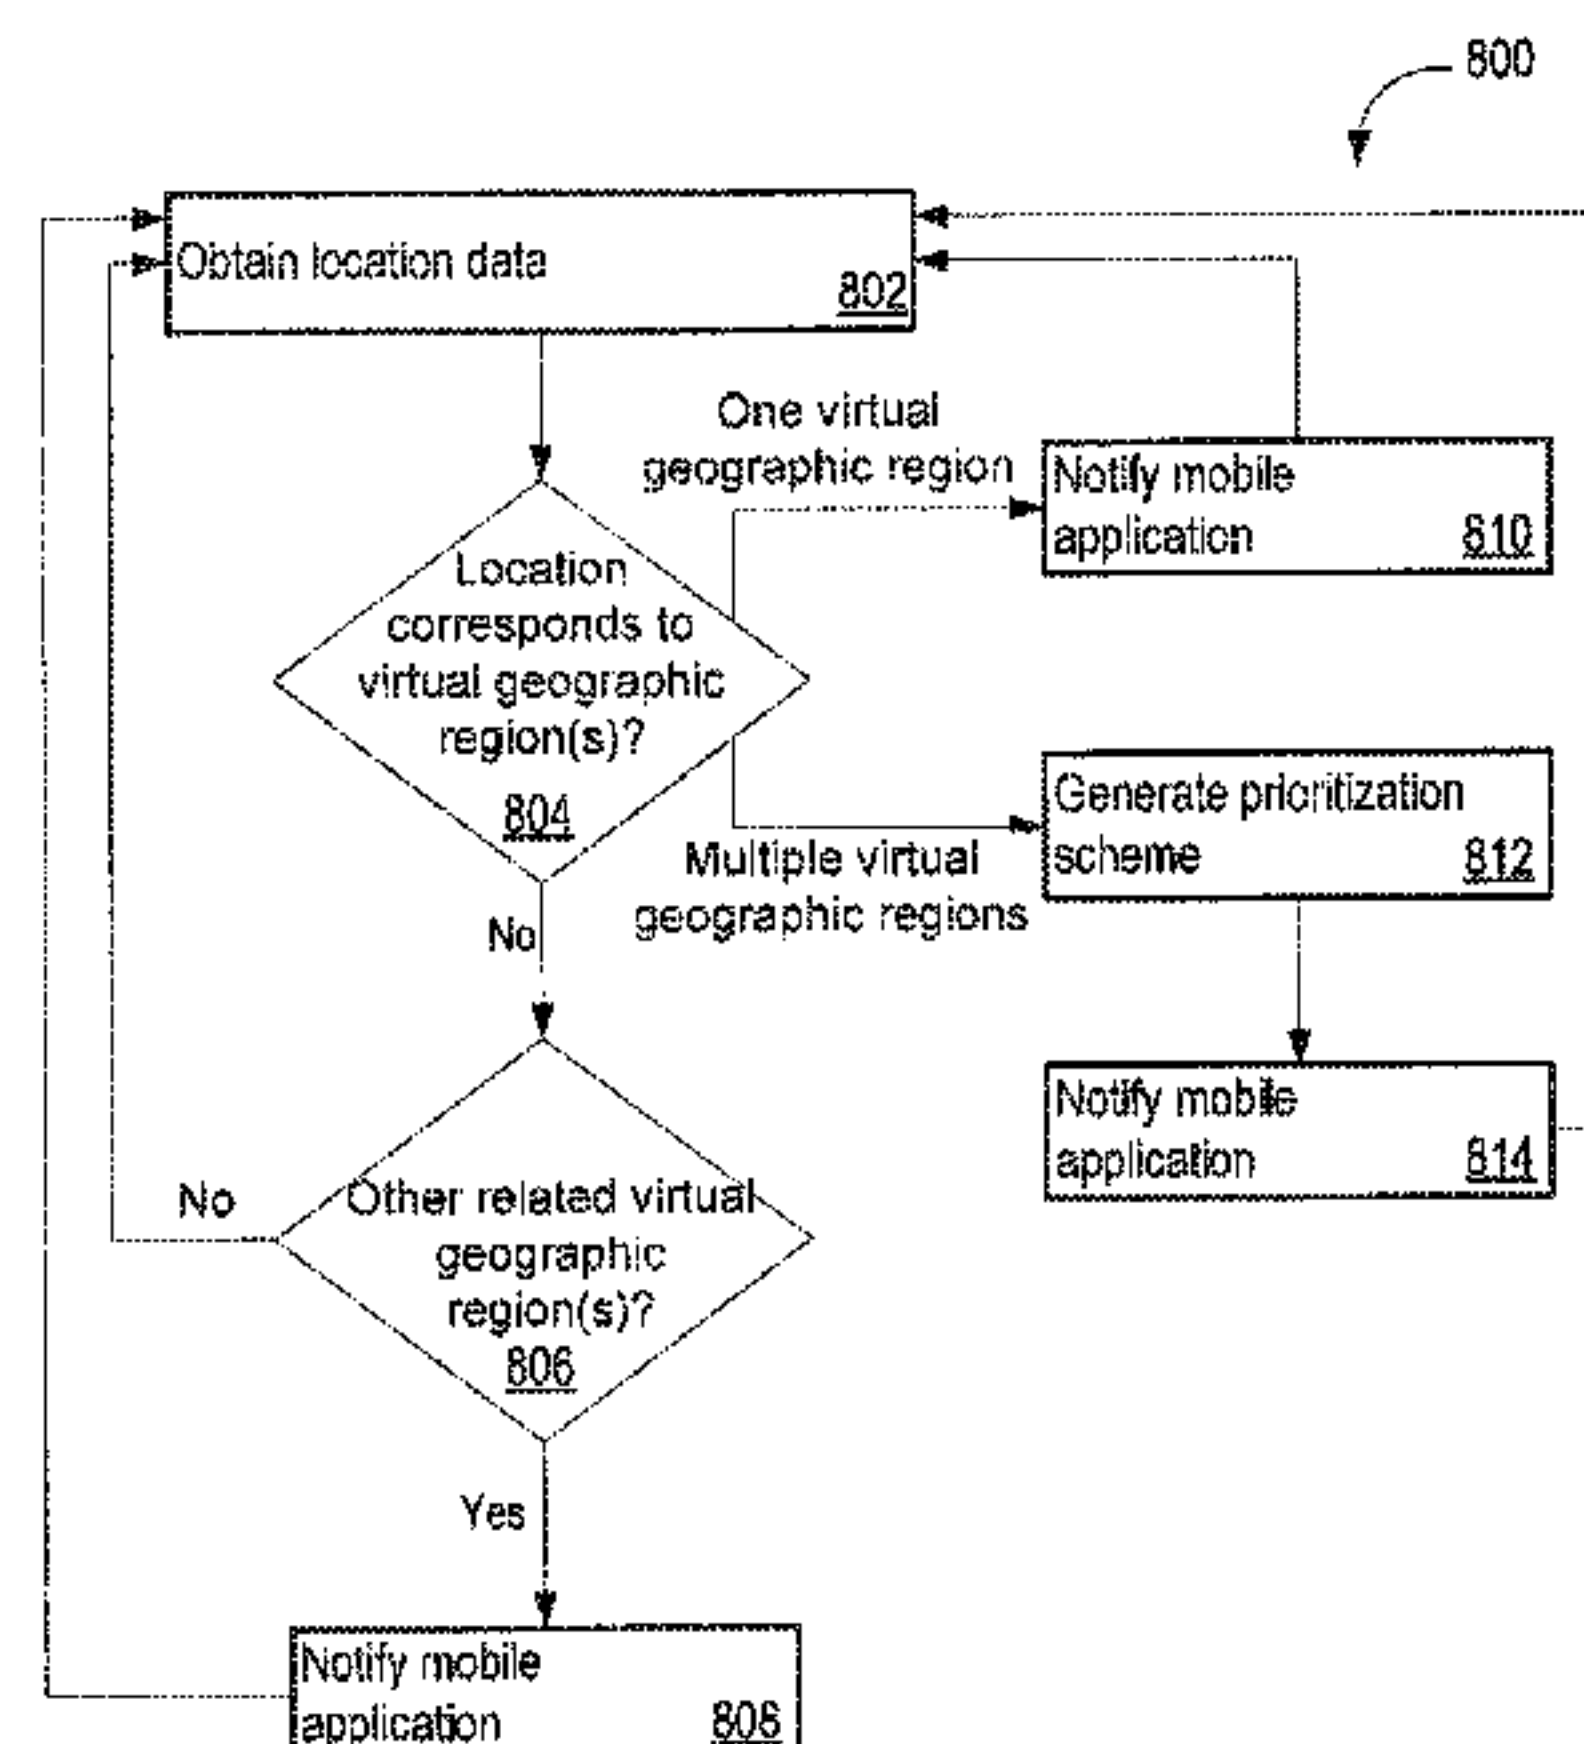 800
Obtain location data
802
One virtual
geographic region
Notify mobile
application
810
Location
corresponds to
virtual geographic
region(s)?
804
Generate prioritization
scheme
812
Multiple virtual
geographic regions
No
Notify mobile
application
814
No
Other related virtual
geographic
region(s)?
806
Yes
Notify mobile
application
808